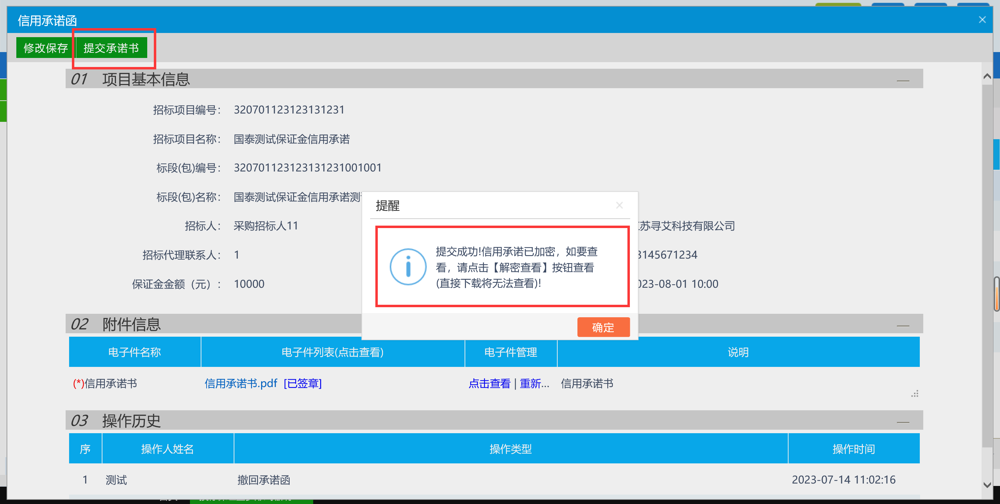 信用承诺函
修改保存 提交承诺书
01 项目基本信息
招标项目编号： 320701123123131231
招标项目名称： 国泰测试保证金信用承诺
标段(包)编号： 320701123123131231001001
标段(包)名称： 国泰测试保证金信用承诺测
招标人： 采购招标人11 苏寻艾科技有限公司
招标代理联系人： 1 3145671234
保证金金额（元）： 10000 023-08-01 10:00
提醒
提交成功!信用承诺已加密，如要查
看，请点击【解密查看】按钮查看
(直接下载将无法查看)!
确定
02 附件信息
电子件名称 电子件列表(点击查看) 电子件管理 说明
(*)信用承诺书 信用承诺书.pdf [已签章] 点击查看 | 重新... 信用承诺书
03 操作历史
序 操作人姓名 操作类型 操作时间
1 测试 撤回承诺函 2023-07-14 11:02:16